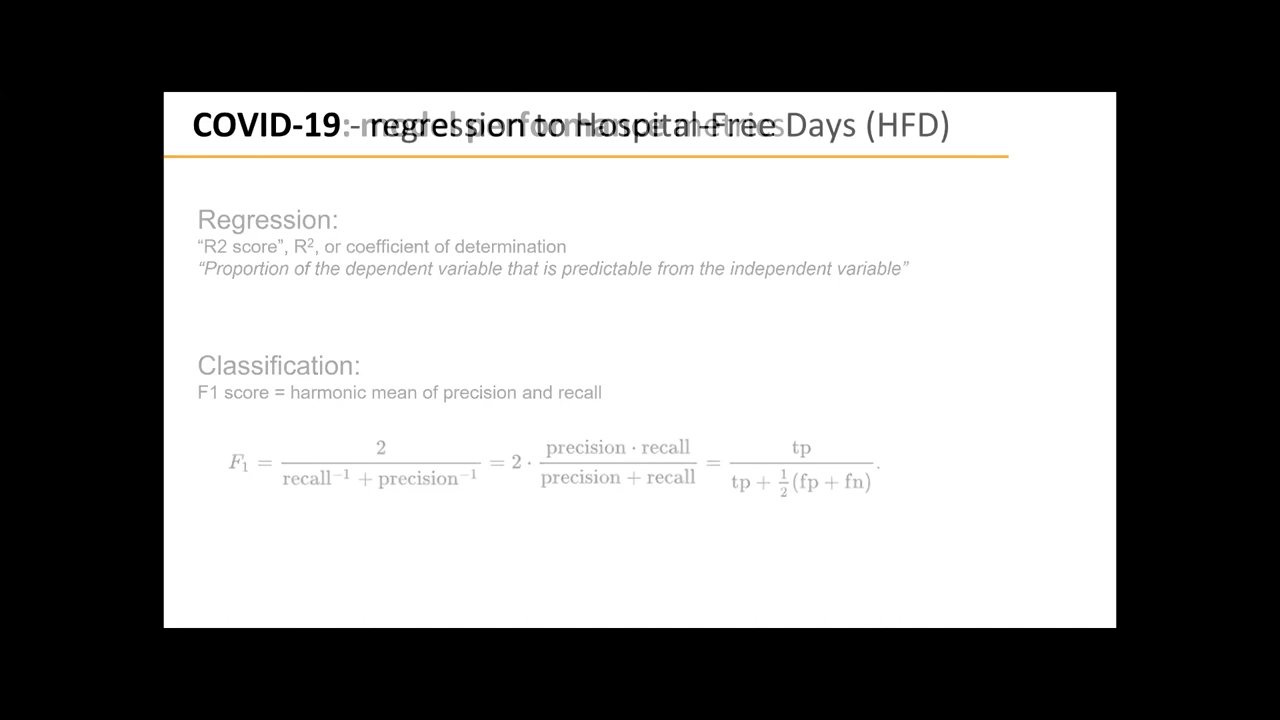 COVID-19: - regression to Hospital-Free Days (HFD)
Regression:
“R2 score”, R², or coefficient of determination
“Proportion of the dependent variable that is predictable from the independent variable”
Classification:
F1 score = harmonic mean of precision and recall
F₁ = 2 / (recall⁻¹ + precision⁻¹) = 2 · (precision · recall) / (precision + recall) = tp / (tp + ½(fp + fn)).